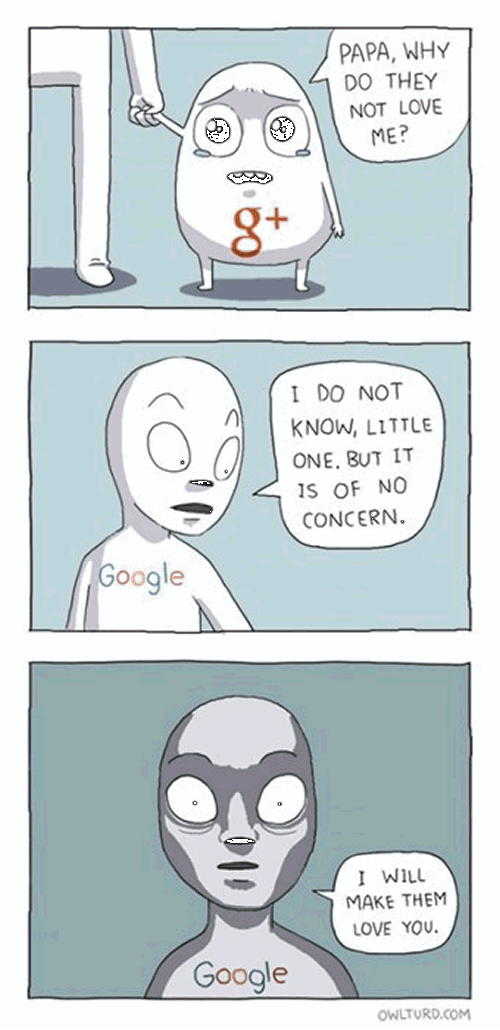 PAPA, WHY
DO THEY
NOT LOVE
ME?
g+
I DO NOT
KNOW, LITTLE
ONE. BUT IT
IS OF NO
CONCERN.
Google
I WILL
MAKE THEM
LOVE YOU.
Google
OWLTURD.COM